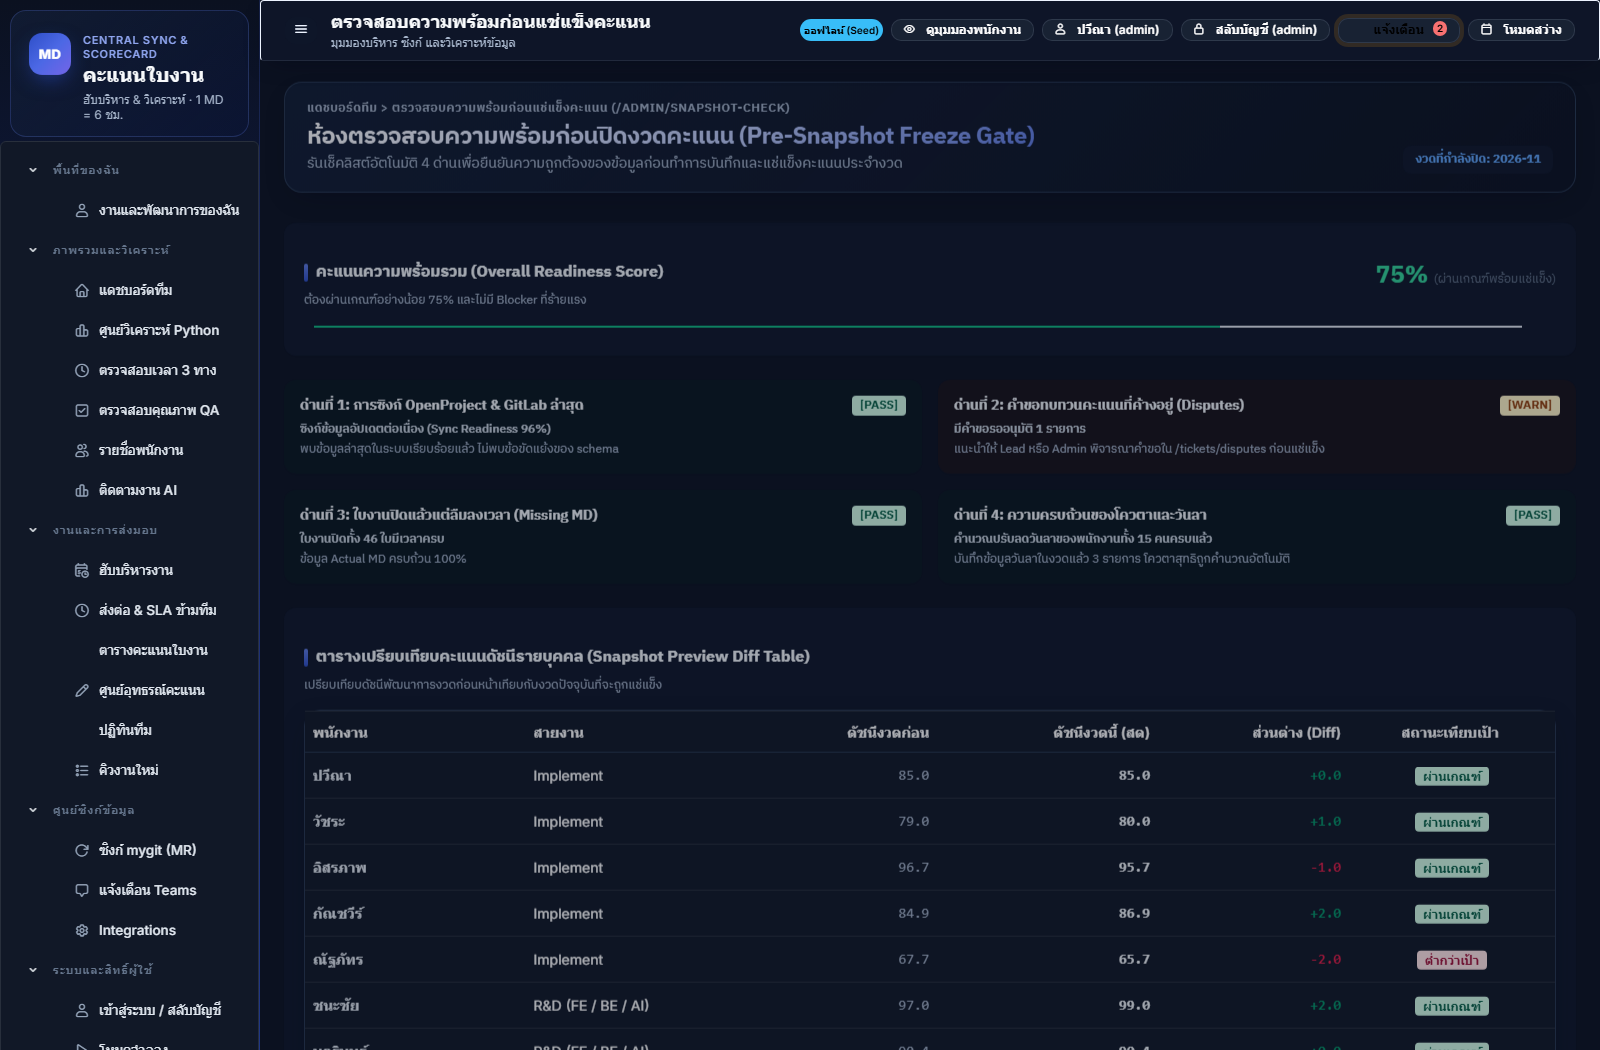 MD
CENTRAL SYNC &
SCORECARD
คะแนนใบงาน
ฮับบริหาร & วิเคราะห์ · 1 MD
= 6 ชม.
พื้นที่ของฉัน
งานและพัฒนาการของฉัน
ภาพรวมและวิเคราะห์
แดชบอร์ดทีม
ศูนย์วิเคราะห์ Python
ตรวจสอบเวลา 3 ทาง
ตรวจสอบคุณภาพ QA
รายชื่อพนักงาน
ติดตามงาน AI
งานและการส่งมอบ
ฮับบริหารงาน
ส่งต่อ & SLA ข้ามทีม
ตารางคะแนนใบงาน
ศูนย์อุทธรณ์คะแนน
ปฏิทินทีม
คิวงานใหม่
ศูนย์ซิงก์ข้อมูล
ซิงก์ mygit (MR)
แจ้งเตือน Teams
Integrations
ระบบและสิทธิ์ผู้ใช้
เข้าสู่ระบบ / สลับบัญชี
โหมดสำรอง
ตรวจสอบความพร้อมก่อนแช่แข็งคะแนน
มุมมองบริหาร ซิงก์ และวิเคราะห์ข้อมูล
ออฟไลน์ (Seed)
ดูมุมมองพนักงาน
ปวีณา (admin)
สลับบัญชี (admin)
แจ้งเตือน 2
โหมดสว่าง
แดชบอร์ดทีม > ตรวจสอบความพร้อมก่อนแช่แข็งคะแนน (/ADMIN/SNAPSHOT-CHECK)
ห้องตรวจสอบความพร้อมก่อนปิดงวดคะแนน (Pre-Snapshot Freeze Gate)
รันเช็คลิสต์อัตโนมัติ 4 ด่านเพื่อยืนยันความถูกต้องของข้อมูลก่อนทำการบันทึกและแช่แข็งคะแนนประจำงวด
งวดที่กำลังปิด: 2026-11
คะแนนความพร้อมรวม (Overall Readiness Score)
ต้องผ่านเกณฑ์อย่างน้อย 75% และไม่มี Blocker ที่ร้ายแรง
75% (ผ่านเกณฑ์พร้อมแช่แข็ง)
ด่านที่ 1: การซิงก์ OpenProject & GitLab ล่าสุด
[PASS]
ซิงก์ข้อมูลอัปเดตต่อเนื่อง (Sync Readiness 96%)
พบข้อมูลล่าสุดในระบบเรียบร้อยแล้ว ไม่พบข้อขัดแย้งของ schema
ด่านที่ 2: คำขอทบทวนคะแนนที่ค้างอยู่ (Disputes)
[WARN]
มีคำขอรออนุมัติ 1 รายการ
แนะนำให้ Lead หรือ Admin พิจารณาคำขอใน /tickets/disputes ก่อนแช่แข็ง
ด่านที่ 3: ใบงานปิดแล้วแต่ลืมลงเวลา (Missing MD)
[PASS]
ใบงานปิดทั้ง 46 ใบมีเวลาครบ
ข้อมูล Actual MD ครบถ้วน 100%
ด่านที่ 4: ความครบถ้วนของโควตาและวันลา
[PASS]
คำนวณปรับลดวันลาของพนักงานทั้ง 15 คนครบแล้ว
บันทึกข้อมูลวันลาในงวดแล้ว 3 รายการ โควตาสุทธิถูกคำนวณอัตโนมัติ
ตารางเปรียบเทียบคะแนนดัชนีรายบุคคล (Snapshot Preview Diff Table)
เปรียบเทียบดัชนีพัฒนาการงวดก่อนหน้าเทียบกับงวดปัจจุบันที่จะถูกแช่แข็ง
พนักงาน สายงาน ดัชนีงวดก่อน ดัชนีงวดนี้ (สด) ส่วนต่าง (Diff) สถานะเทียบเป้า
ปวีณา Implement 85.0 85.0 +0.0 ผ่านเกณฑ์
วัชระ Implement 79.0 80.0 +1.0 ผ่านเกณฑ์
อิสรภาพ Implement 96.7 95.7 -1.0 ผ่านเกณฑ์
กัณชวีร์ Implement 84.9 86.9 +2.0 ผ่านเกณฑ์
ณัฐภัทร Implement 67.7 65.7 -2.0 ต่ำกว่าเป้า
ชนะชัย R&D (FE / BE / AI) 97.0 99.0 +2.0 ผ่านเกณฑ์
R&D (FE / BE / AI)